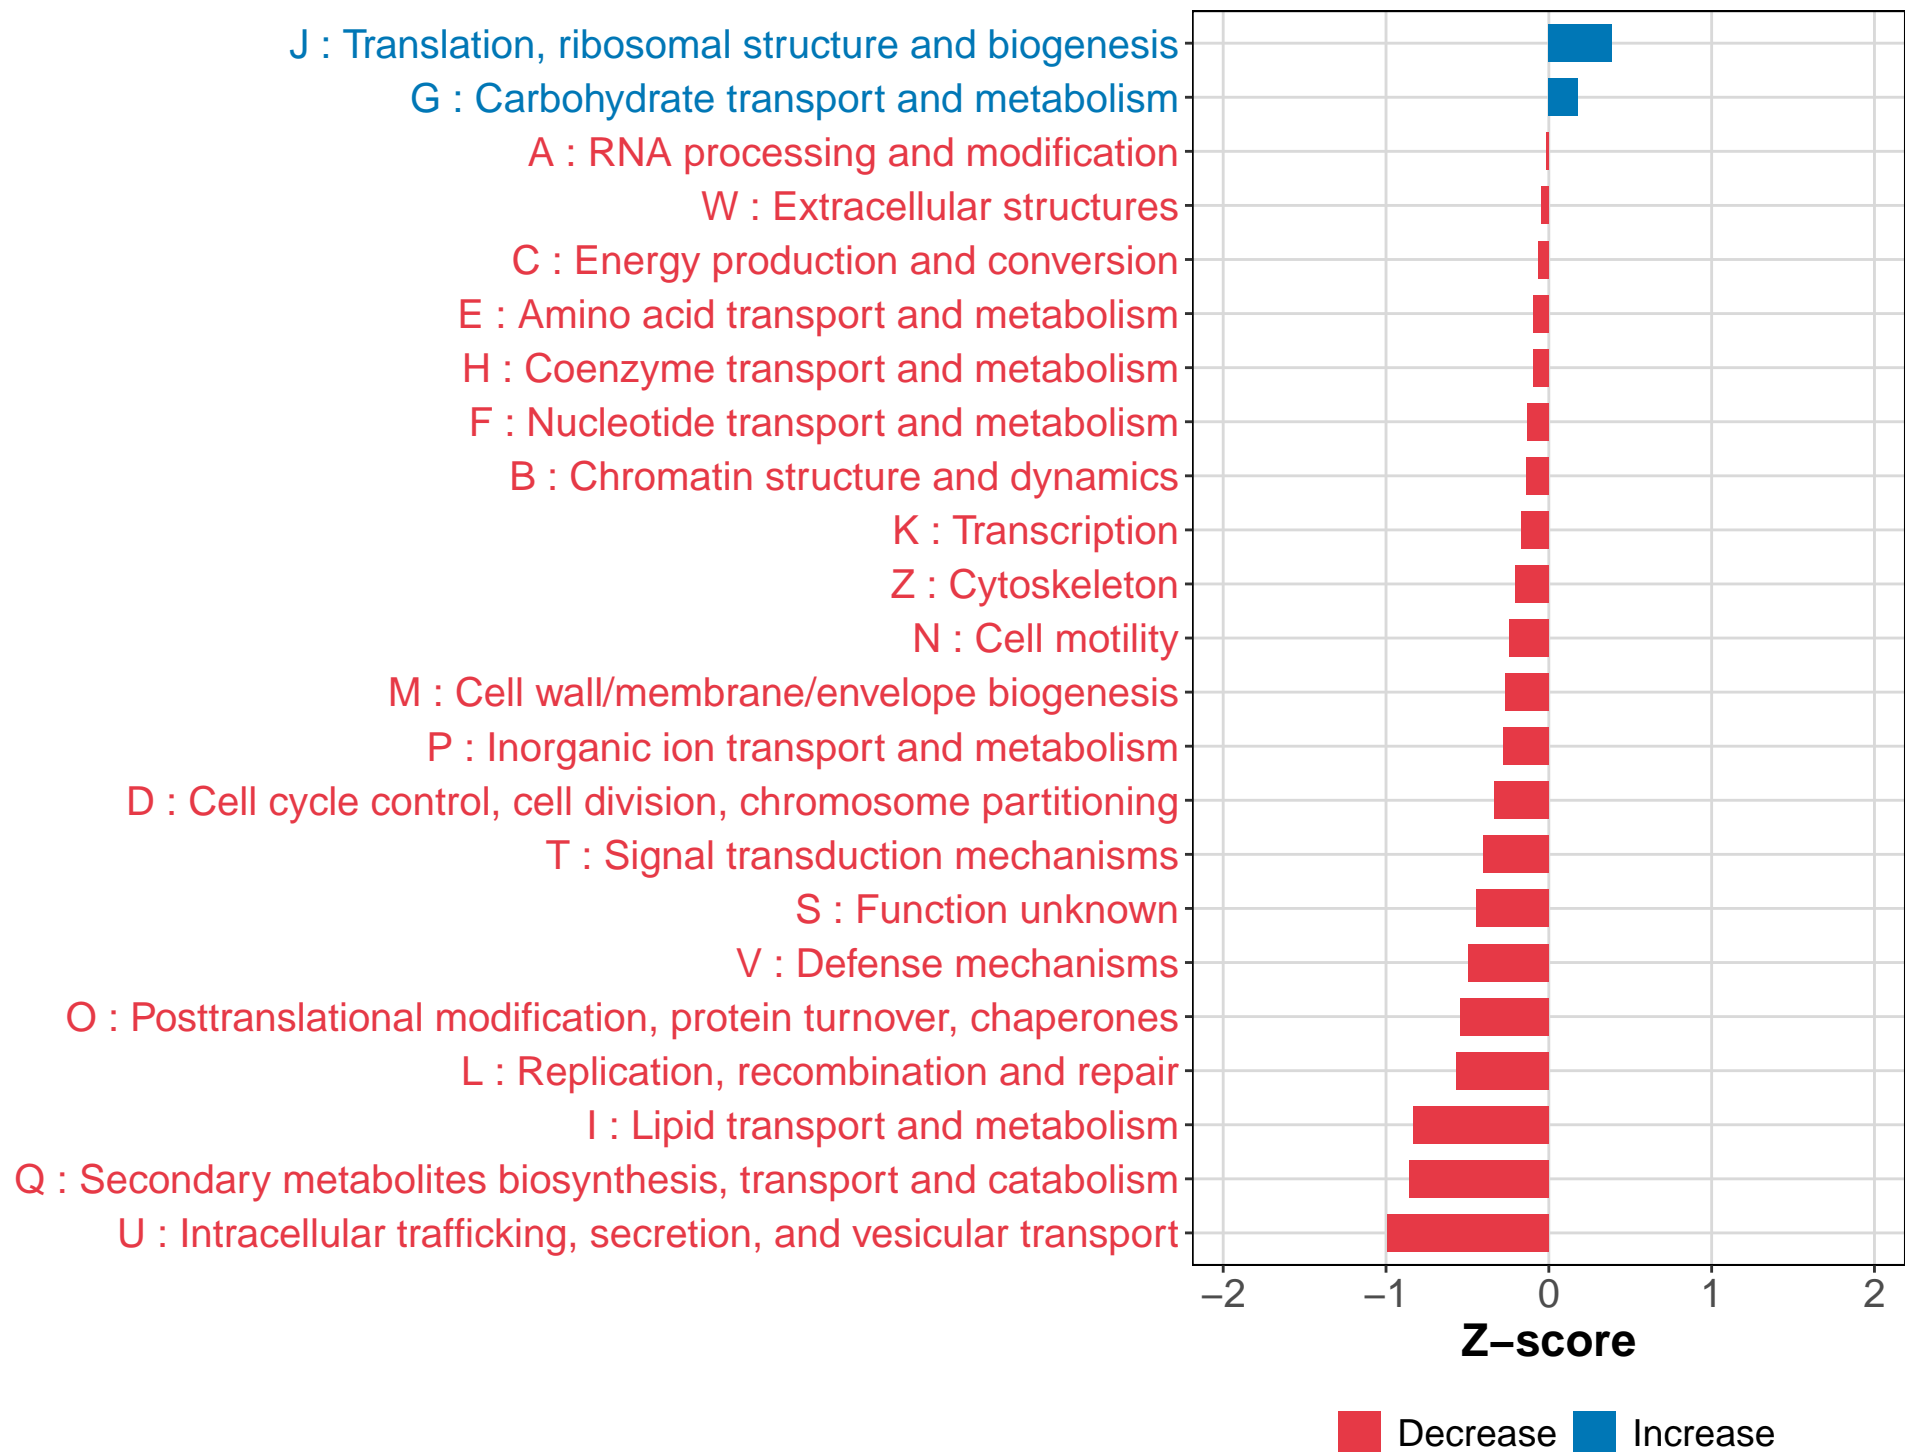 J : Translation, ribosomal structure and biogenesis
G : Carbohydrate transport and metabolism
A : RNA processing and modification
W : Extracellular structures
C : Energy production and conversion
E : Amino acid transport and metabolism
H : Coenzyme transport and metabolism
F : Nucleotide transport and metabolism
B : Chromatin structure and dynamics
K : Transcription
Z : Cytoskeleton
N : Cell motility
M : Cell wall/membrane/envelope biogenesis
P : Inorganic ion transport and metabolism
D : Cell cycle control, cell division, chromosome partitioning
T : Signal transduction mechanisms
S : Function unknown
V : Defense mechanisms
O : Posttranslational modification, protein turnover, chaperones
L : Replication, recombination and repair
I : Lipid transport and metabolism
Q : Secondary metabolites biosynthesis, transport and catabolism
U : Intracellular trafficking, secretion, and vesicular transport
−2 −1 0 1 2
Z−score
Decrease Increase